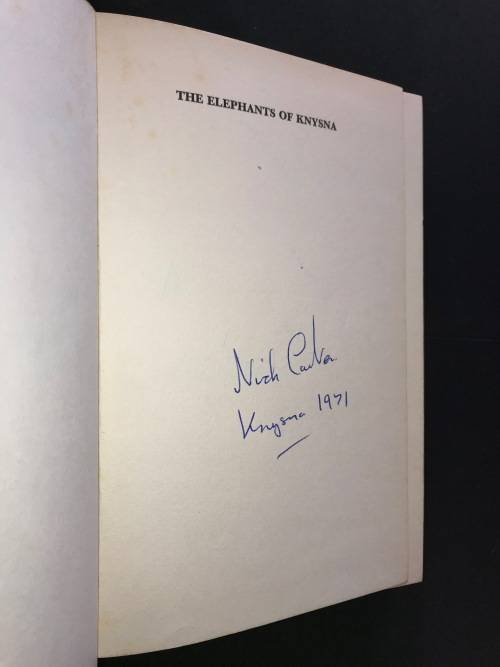 THE ELEPHANTS OF KNYSNA
Nick Carter
Knysna 1971